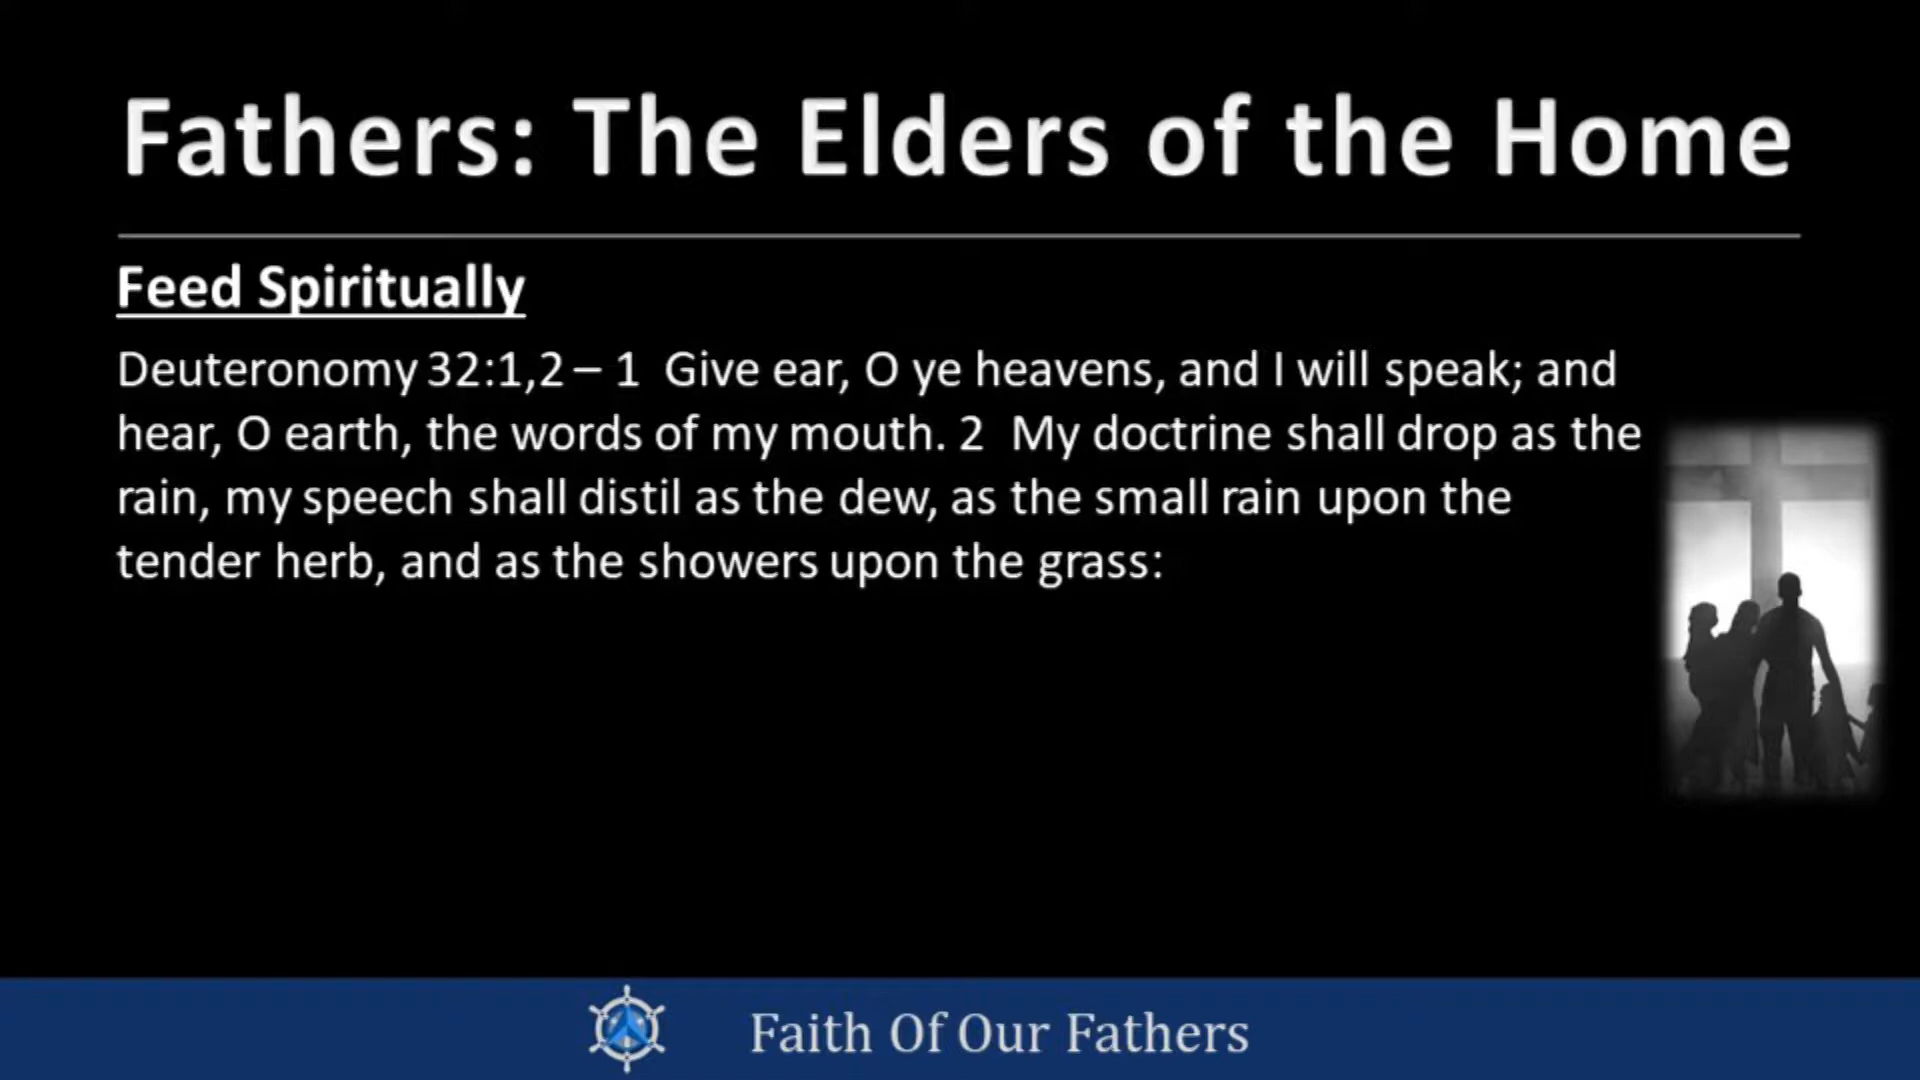 Fathers: The Elders of the Home
Feed Spiritually
Deuteronomy 32:1,2 – 1  Give ear, O ye heavens, and I will speak; and
hear, O earth, the words of my mouth. 2  My doctrine shall drop as the
rain, my speech shall distil as the dew, as the small rain upon the
tender herb, and as the showers upon the grass:
Faith Of Our Fathers